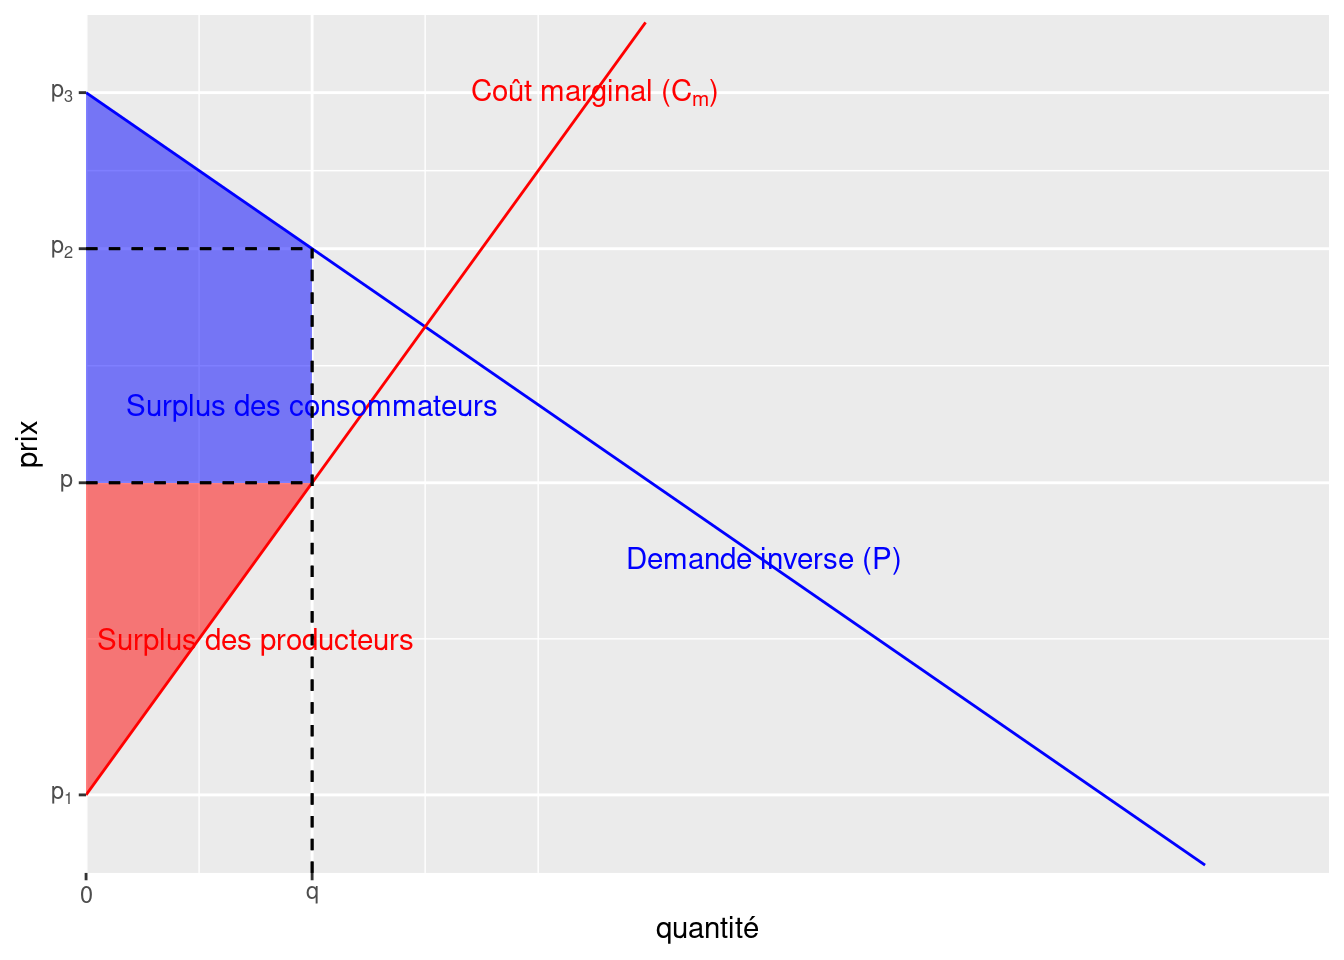 p₃
Coût marginal (Cₘ)
p₂
Surplus des consommateurs
prix
p
Demande inverse (P)
Surplus des producteurs
p₁
0
q
quantité